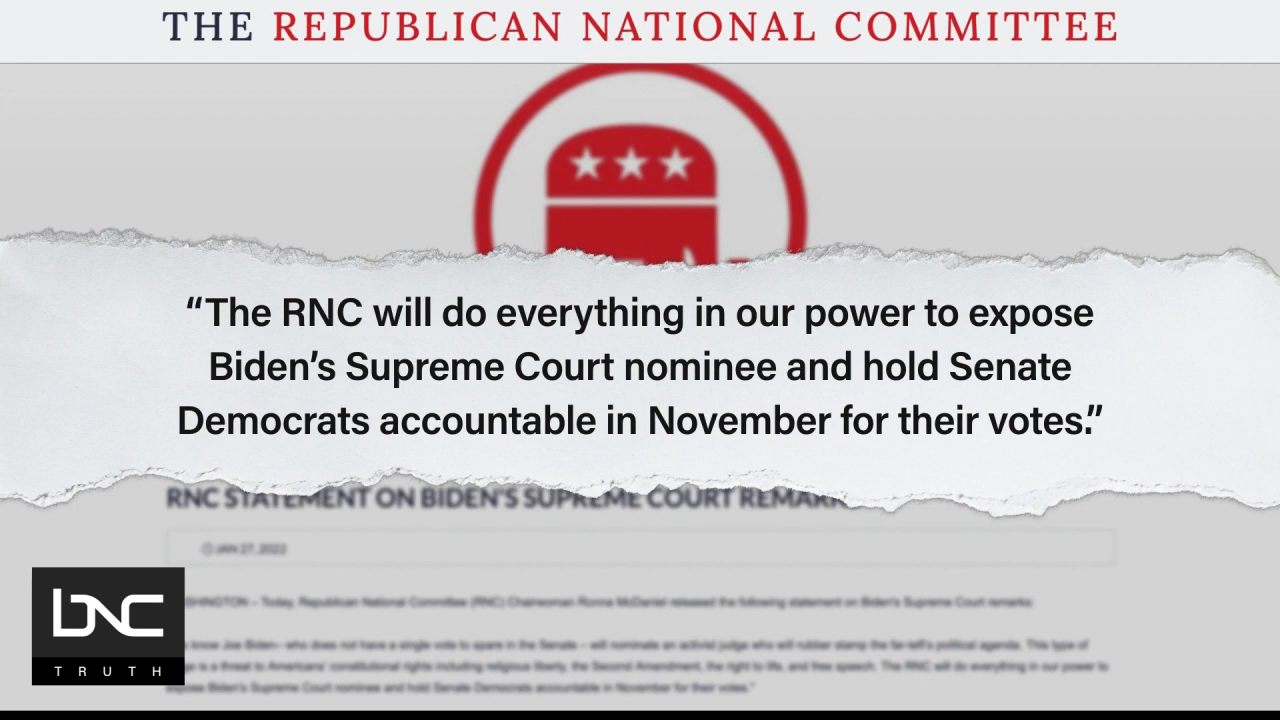 THE REPUBLICAN NATIONAL COMMITTEE
“The RNC will do everything in our power to expose
Biden’s Supreme Court nominee and hold Senate
Democrats accountable in November for their votes.”
RNC STATEMENT ON BIDEN'S SUPREME COURT REMARKS
JAN 27, 2022
– Today, Republican National Committee (RNC) Chairwoman Ronna McDaniel released the following statement on Biden's Supreme Court remarks:
know Joe Biden– who does not have a single vote to spare in the Senate – will nominate an activist judge who will rubber stamp the far-left's political agenda. This type of
is a threat to Americans' constitutional rights including religious liberty, the Second Amendment, the right to life, and free speech. The RNC will do everything in our power to
expose Biden's Supreme Court nominee and hold Senate Democrats accountable in November for their votes."
bnc
TRUTH